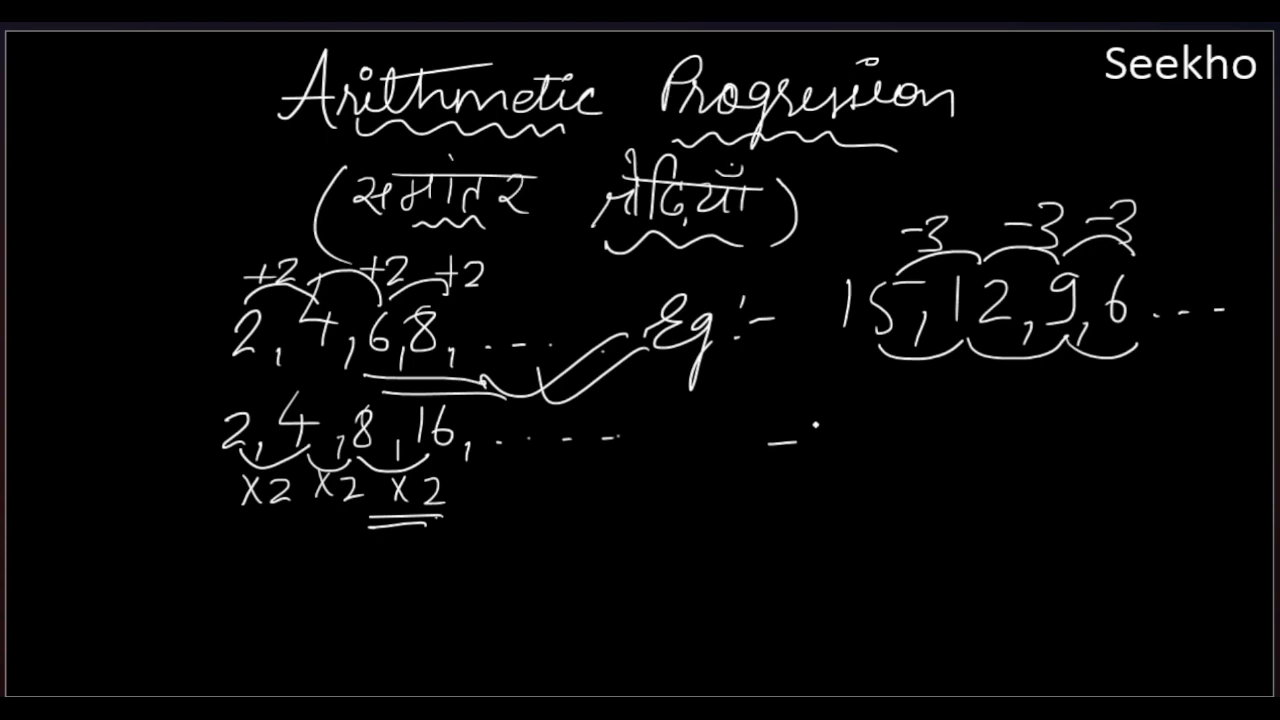 Seekho
Arithmetic Progression
(समांतर श्रेढ़ियाँ)
-3 -3 -3
+2 +2 +2
2, 4, 6, 8, .... Eg:- 15, 12, 9, 6 ....
2, 4, 8, 16, ..... -
x2 x2 x2